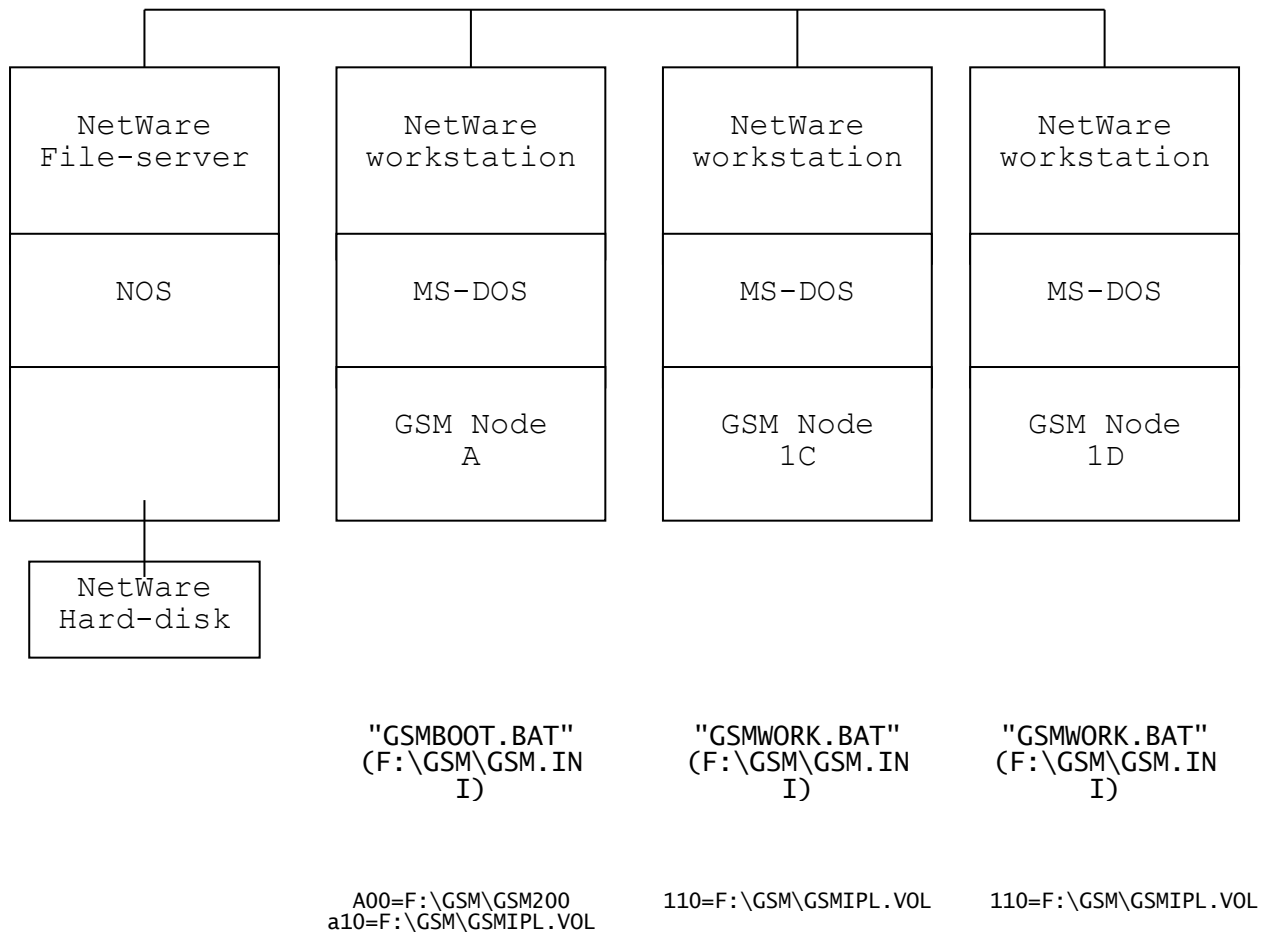 NetWare
File-server
NOS
NetWare
Hard-disk
NetWare
workstation
MS-DOS
GSM Node
A
"GSMBOOT.BAT"
(F:\GSM\GSM.IN
I)
A00=F:\GSM\GSM200
a10=F:\GSM\GSMIPL.VOL
NetWare
workstation
MS-DOS
GSM Node
1C
"GSMWORK.BAT"
(F:\GSM\GSM.IN
I)
110=F:\GSM\GSMIPL.VOL
NetWare
workstation
MS-DOS
GSM Node
1D
"GSMWORK.BAT"
(F:\GSM\GSM.IN
I)
110=F:\GSM\GSMIPL.VOL